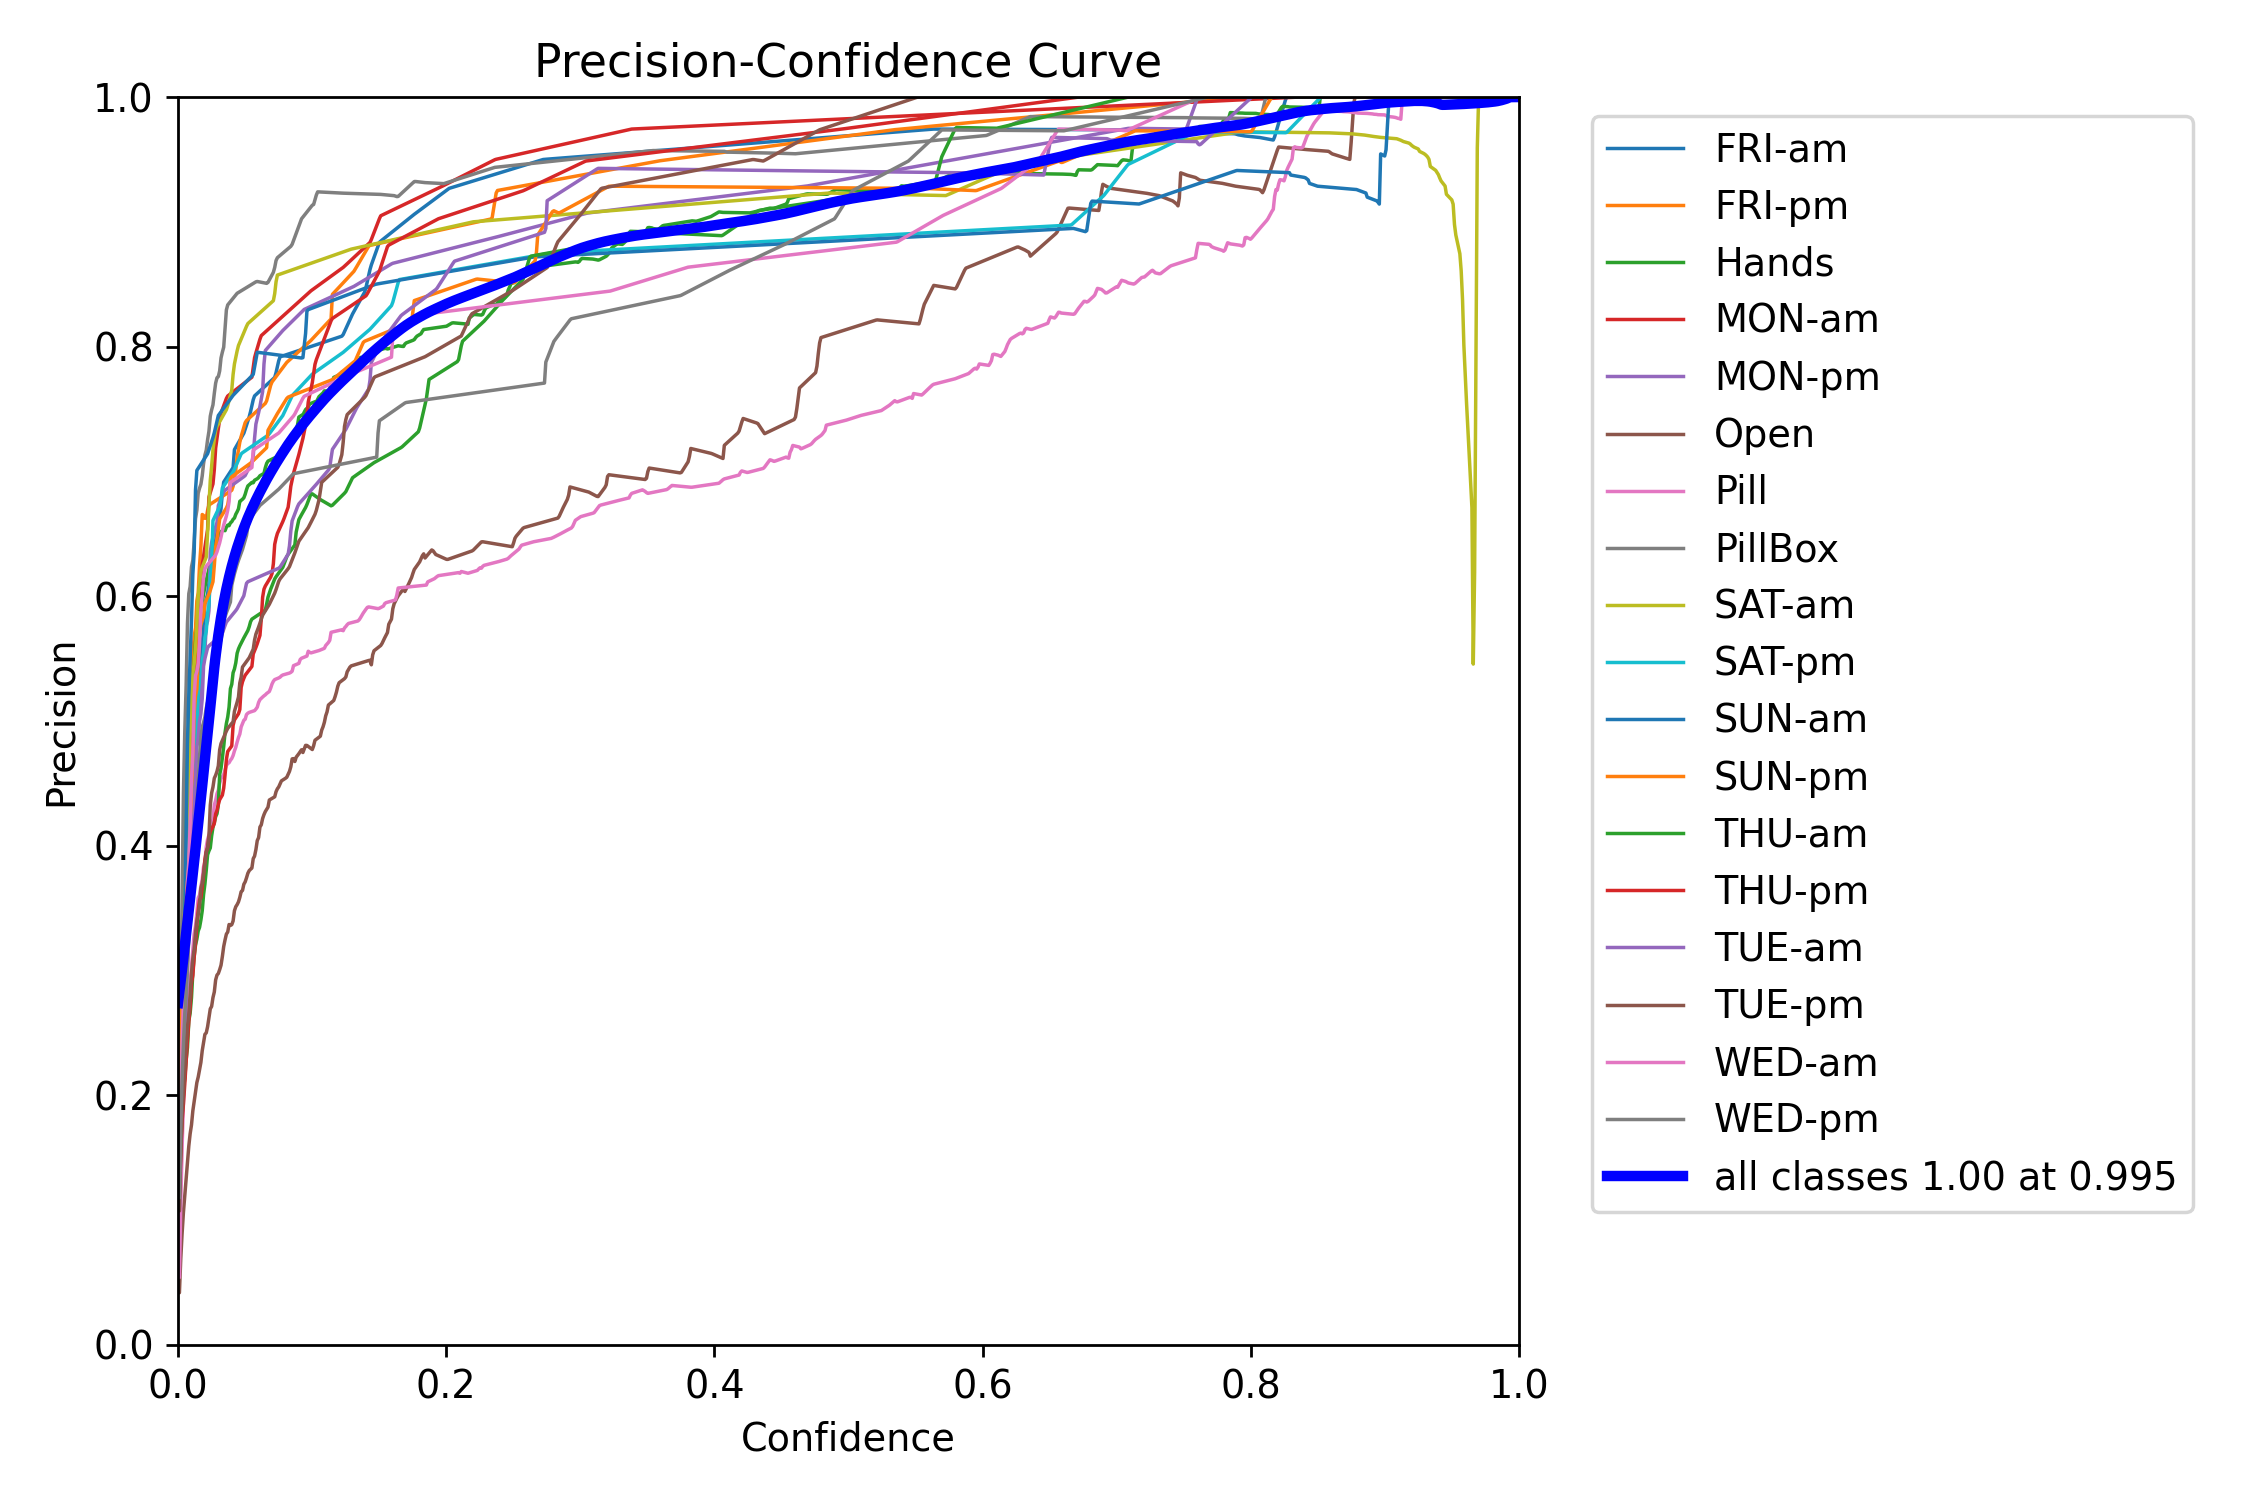 Precision-Confidence Curve
1.0
0.8
0.6
0.4
0.2
0.0
Precision
0.0 0.2 0.4 0.6 0.8 1.0
Confidence
FRI-am
FRI-pm
Hands
MON-am
MON-pm
Open
Pill
PillBox
SAT-am
SAT-pm
SUN-am
SUN-pm
THU-am
THU-pm
TUE-am
TUE-pm
WED-am
WED-pm
all classes 1.00 at 0.995